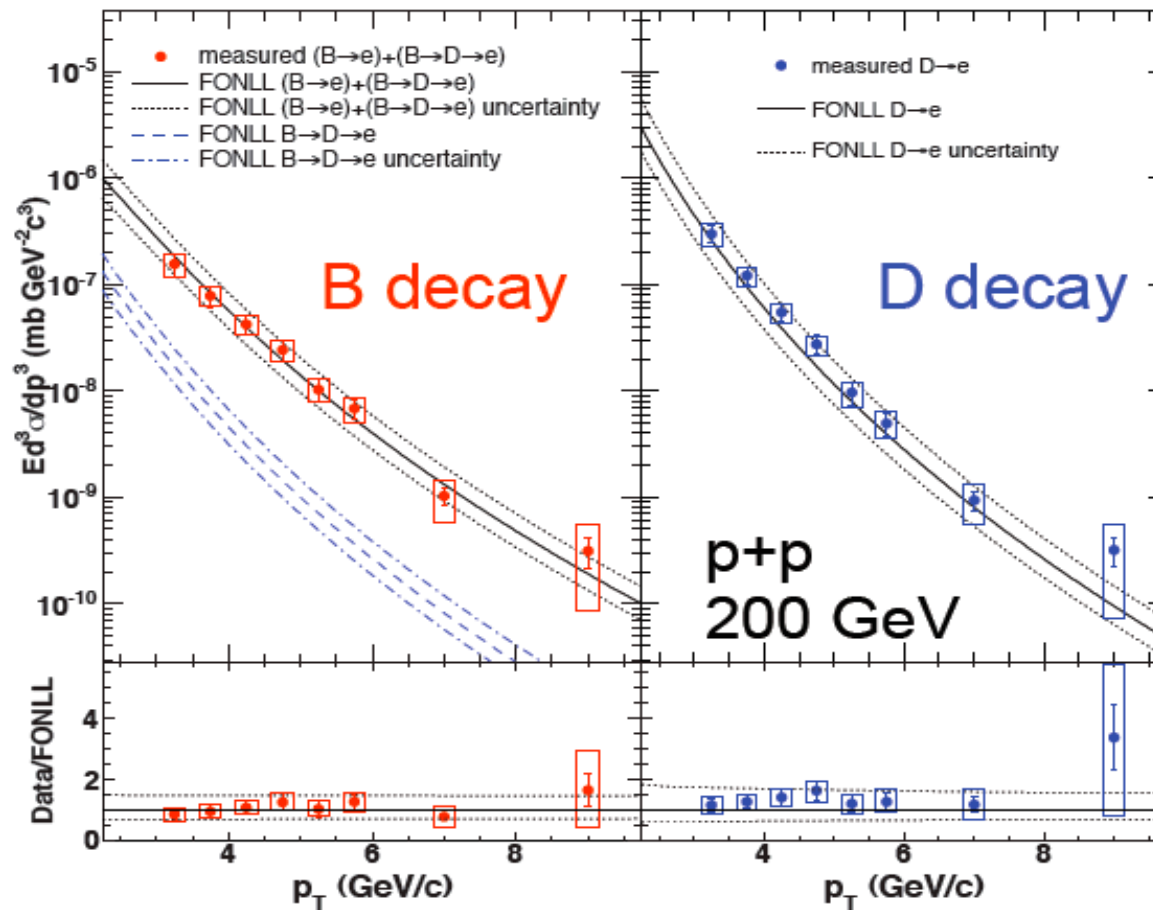 measured (B→e)+(B→D→e)
FONLL (B→e)+(B→D→e)
FONLL (B→e)+(B→D→e) uncertainty
FONLL B→D→e
FONLL B→D→e uncertainty
measured D→e
FONLL D→e
FONLL D→e uncertainty
Ed³σ/dp³ (mb GeV⁻²c³)
10⁻⁵
10⁻⁶
10⁻⁷
10⁻⁸
10⁻⁹
10⁻¹⁰
B decay
D decay
p+p
200 GeV
Data/FONLL
4
2
0
4 6 8
4 6 8
p_T (GeV/c)
p_T (GeV/c)